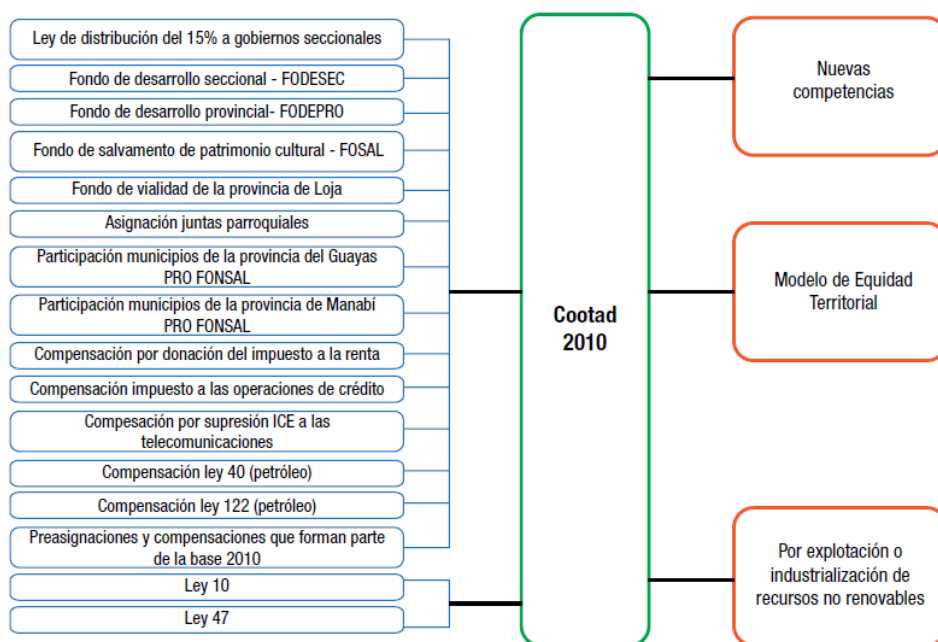 Ley de distribución del 15% a gobiernos seccionales
Fondo de desarrollo seccional - FODESEC
Fondo de desarrollo provincial- FODEPRO
Fondo de salvamento de patrimonio cultural - FOSAL
Fondo de vialidad de la provincia de Loja
Asignación juntas parroquiales
Participación municipios de la provincia del Guayas
PRO FONSAL
Participación municipios de la provincia de Manabí
PRO FONSAL
Compensación por donación del impuesto a la renta
Compensación impuesto a las operaciones de crédito
Compesación por supresión ICE a las
telecomunicaciones
Compensación ley 40 (petróleo)
Compensación ley 122 (petróleo)
Preasignaciones y compensaciones que forman parte
de la base 2010
Ley 10
Ley 47
Cootad
2010
Nuevas
competencias
Modelo de Equidad
Territorial
Por explotación o
industrialización de
recursos no renovables